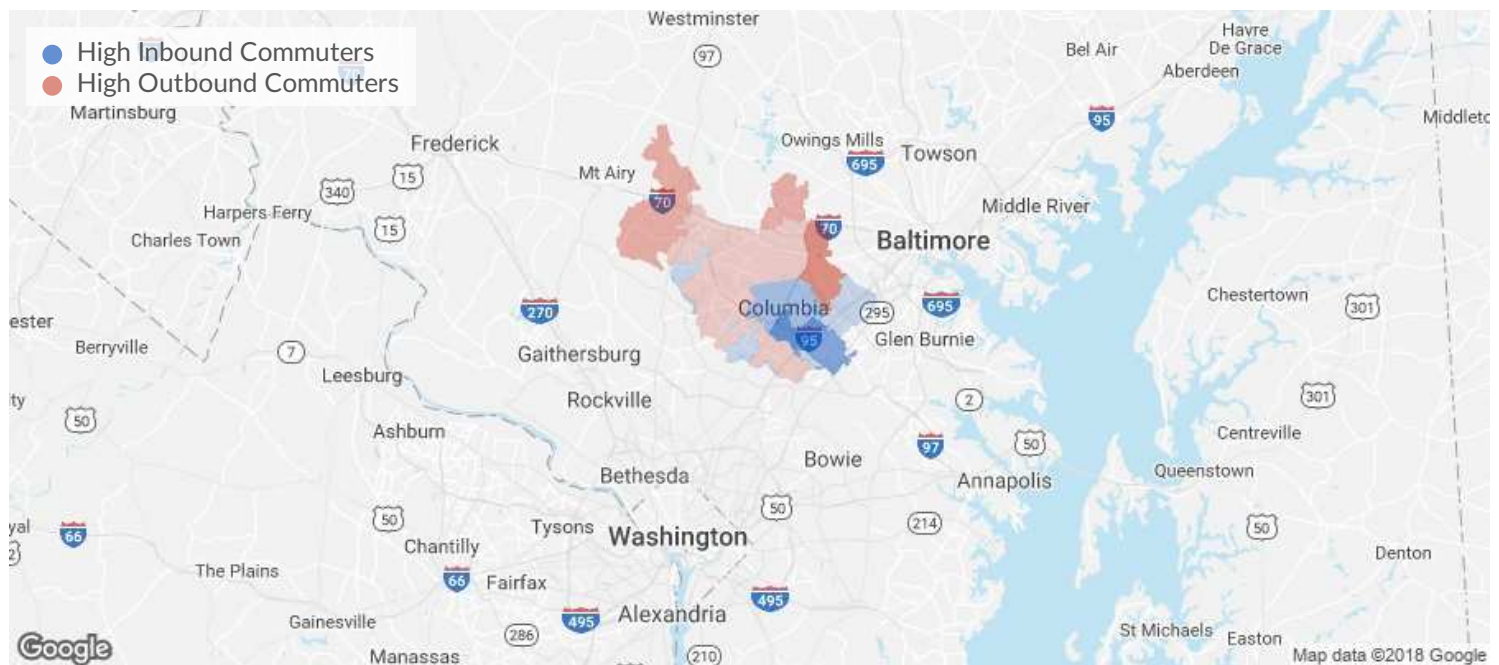 High Inbound Commuters
High Outbound Commuters
Westminster
97
Havre
De Grace
Bel Air
Aberdeen
Martinsburg
95
Middleto
Frederick
Owings Mills
695
Towson
Mt Airy
15
340
70
Middle River
Harpers Ferry
15
70
Charles Town
Baltimore
Chestertown
301
270
Columbia
295
695
ester
Berryville
7
95
Glen Burnie
Gaithersburg
Leesburg
Rockville
2
301
ty
50
Ashburn
97
50
Centreville
Bowie
Queenstown
Bethesda
Annapolis
50
50
Tysons
Washington
214
50
yal
66
Chantilly
Denton
The Plains
66
Fairfax
495
Gainesville
495
Alexandria
286
St Michaels
Easton
Google
Manassas
210
Map data ©2018 Google